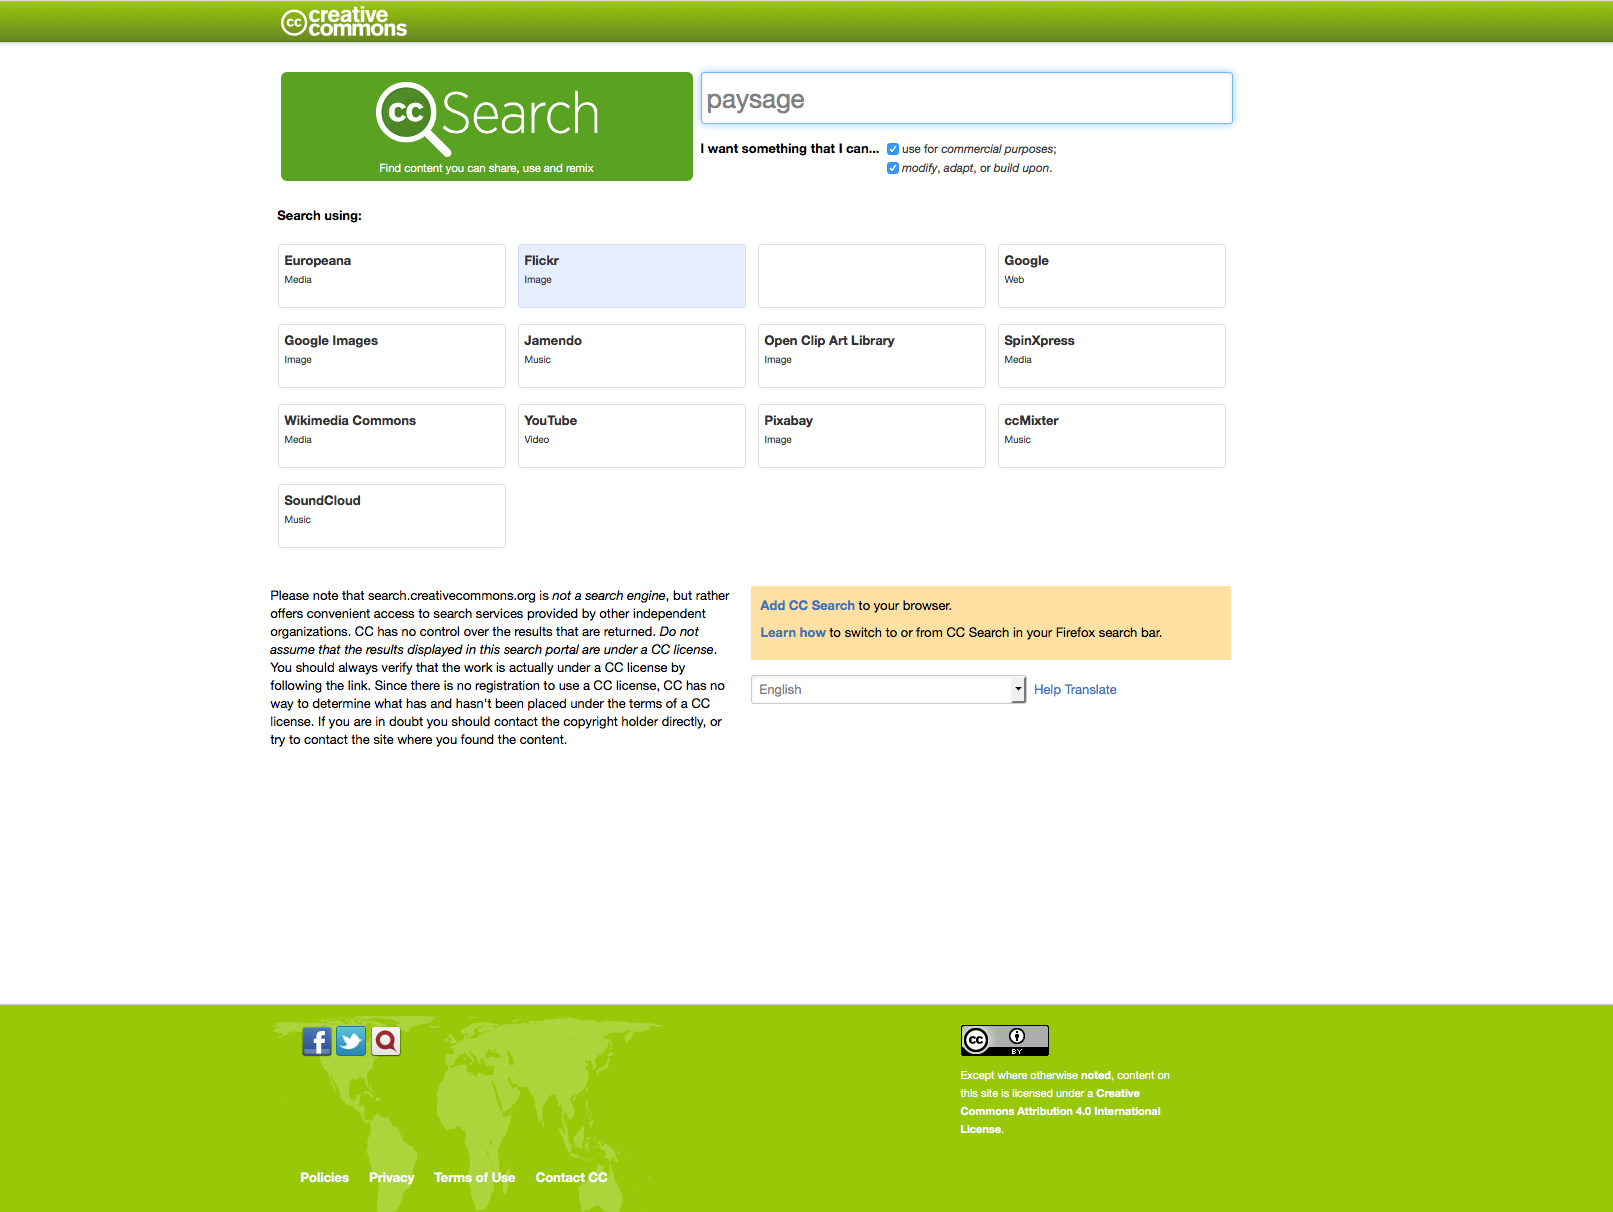 cc creative
commons
cc Search
Find content you can share, use and remix
paysage
I want something that I can... use for commercial purposes;
modify, adapt, or build upon.
Search using:
Europeana
Media
Flickr
Image
Google
Web
Google Images
Image
Jamendo
Music
Open Clip Art Library
Image
SpinXpress
Media
Wikimedia Commons
Media
YouTube
Video
Pixabay
Image
ccMixter
Music
SoundCloud
Music
Please note that search.creativecommons.org is not a search engine, but rather
offers convenient access to search services provided by other independent
organizations. CC has no control over the results that are returned. Do not
assume that the results displayed in this search portal are under a CC license.
You should always verify that the work is actually under a CC license by
following the link. Since there is no registration to use a CC license, CC has no
way to determine what has and hasn't been placed under the terms of a CC
license. If you are in doubt you should contact the copyright holder directly, or
try to contact the site where you found the content.
Add CC Search to your browser.
Learn how to switch to or from CC Search in your Firefox search bar.
English
Help Translate
cc BY
Except where otherwise noted, content on
this site is licensed under a Creative
Commons Attribution 4.0 International
License.
Policies Privacy Terms of Use Contact CC